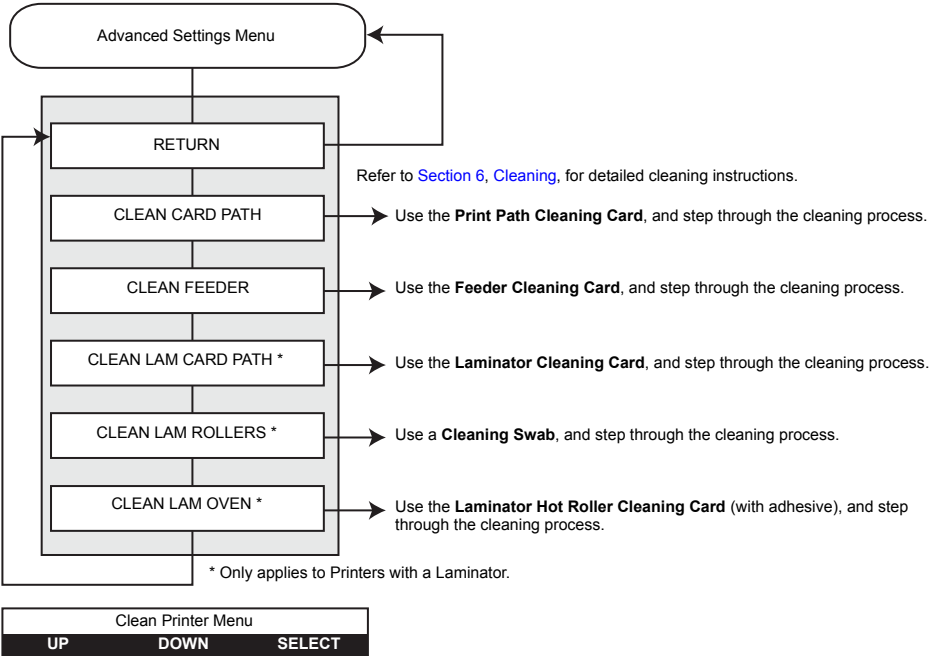 Advanced Settings Menu
RETURN
Refer to Section 6, Cleaning, for detailed cleaning instructions.
CLEAN CARD PATH
Use the Print Path Cleaning Card, and step through the cleaning process.
CLEAN FEEDER
Use the Feeder Cleaning Card, and step through the cleaning process.
CLEAN LAM CARD PATH *
Use the Laminator Cleaning Card, and step through the cleaning process.
CLEAN LAM ROLLERS *
Use a Cleaning Swab, and step through the cleaning process.
CLEAN LAM OVEN *
Use the Laminator Hot Roller Cleaning Card (with adhesive), and step
through the cleaning process.
* Only applies to Printers with a Laminator.
Clean Printer Menu
UP DOWN SELECT